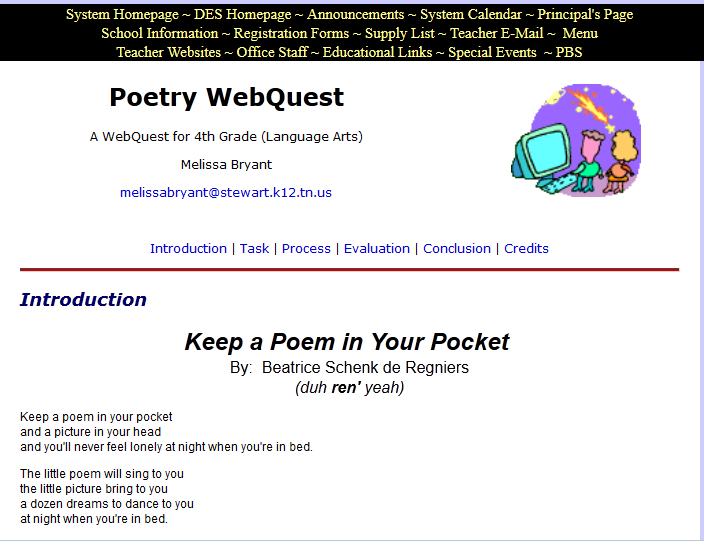 System Homepage ~ DES Homepage ~ Announcements ~ System Calendar ~ Principal's Page
School Information ~ Registration Forms ~ Supply List ~ Teacher E-Mail ~ Menu
Teacher Websites ~ Office Staff ~ Educational Links ~ Special Events ~ PBS
Poetry WebQuest
A WebQuest for 4th Grade (Language Arts)
Melissa Bryant
melissabryant@stewart.k12.tn.us
Introduction | Task | Process | Evaluation | Conclusion | Credits
Introduction
Keep a Poem in Your Pocket
By: Beatrice Schenk de Regniers
(duh ren' yeah)
Keep a poem in your pocket
and a picture in your head
and you'll never feel lonely at night when you're in bed.
The little poem will sing to you
the little picture bring to you
a dozen dreams to dance to you
at night when you're in bed.